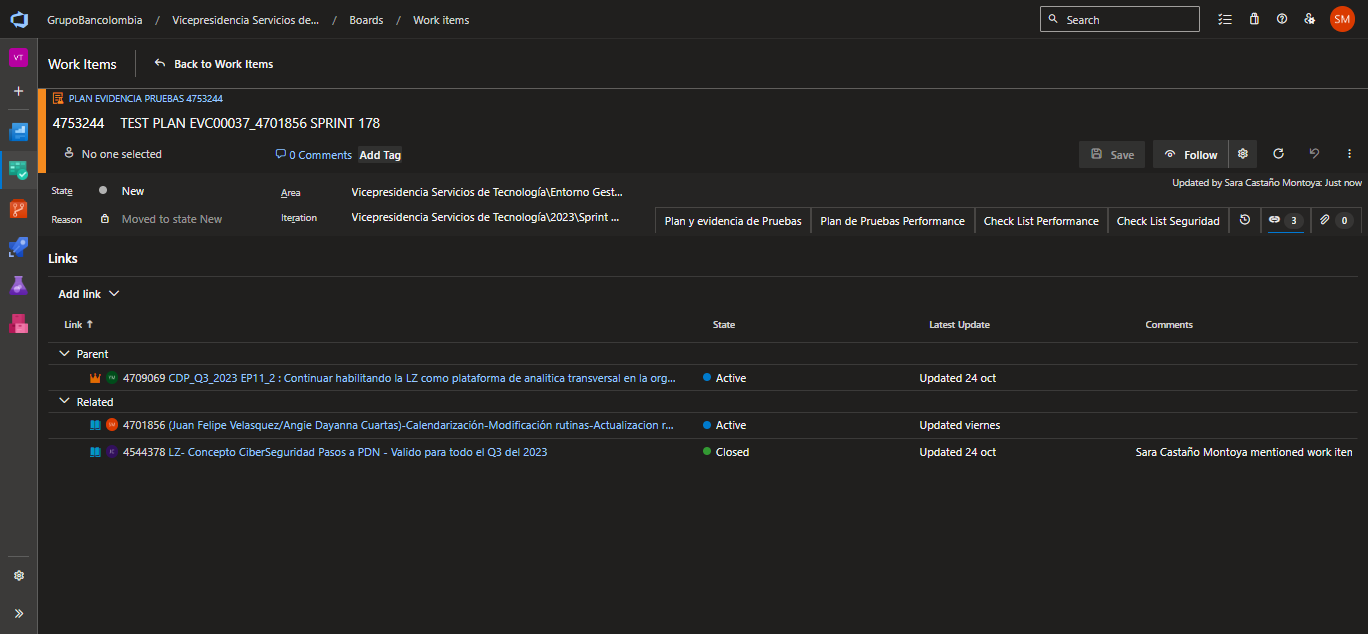 GrupoBancolombia / Vicepresidencia Servicios de... / Boards / Work items
Search
SM
VT
Work Items
Back to Work Items
PLAN EVIDENCIA PRUEBAS 4753244
4753244 TEST PLAN EVC00037_4701856 SPRINT 178
No one selected
0 Comments
Add Tag
Save
Follow
Updated by Sara Castaño Montoya: Just now
State New
Area Vicepresidencia Servicios de Tecnología\Entorno Gest...
Reason Moved to state New
Iteration Vicepresidencia Servicios de Tecnología\2023\Sprint ...
Plan y evidencia de Pruebas
Plan de Pruebas Performance
Check List Performance
Check List Seguridad
3
0
Links
Add link
Link State Latest Update Comments
Parent
4709069 CDP_Q3_2023 EP11_2 : Continuar habilitando la LZ como plataforma de analitica transversal en la org... Active Updated 24 oct
Related
SM 4701856 (Juan Felipe Velasquez/Angie Dayanna Cuartas)-Calendarización-Modificación rutinas-Actualizacion r... Active Updated viernes
4544378 LZ- Concepto CiberSeguridad Pasos a PDN - Valido para todo el Q3 del 2023 Closed Updated 24 oct Sara Castaño Montoya mentioned work iten